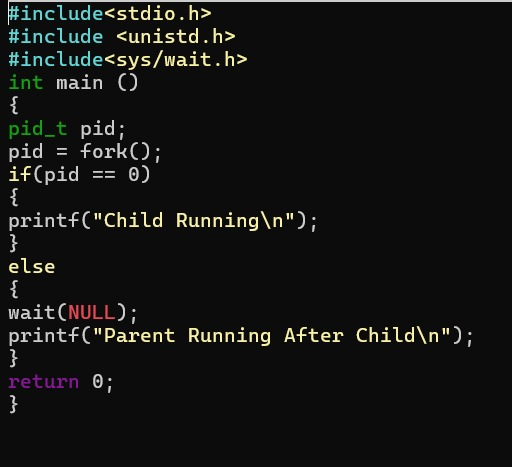 #include<stdio.h>
#include <unistd.h>
#include<sys/wait.h>
int main ()
{
pid_t pid;
pid = fork();
if(pid == 0)
{
printf("Child Running\n");
}
else
{
wait(NULL);
printf("Parent Running After Child\n");
}
return 0;
}